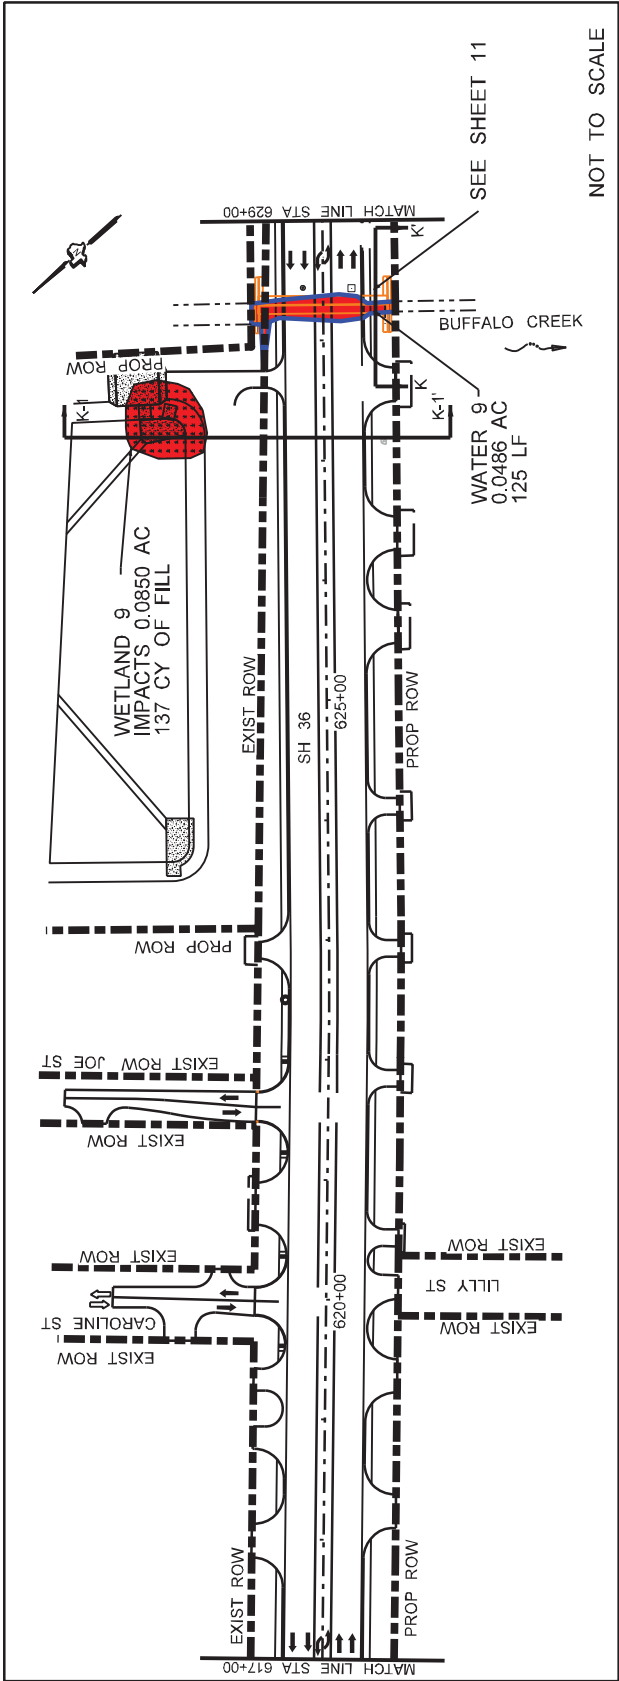 NOT TO SCALE
SEE SHEET 11
MATCH LINE STA 629+00
N
K'
BUFFALO CREEK
PROP ROW
K-1
K
K-1'
WATER 9
0.0486 AC
125 LF
WETLAND 9
IMPACTS 0.0850 AC
137 CY OF FILL
EXIST ROW
SH 36
625+00
PROP ROW
PROP ROW
EXIST ROW JOE ST
EXIST ROW
EXIST ROW
CAROLINE ST
EXIST ROW
620+00
EXIST ROW
LILLY ST
EXIST ROW
EXIST ROW
PROP ROW
MATCH LINE STA 617+00